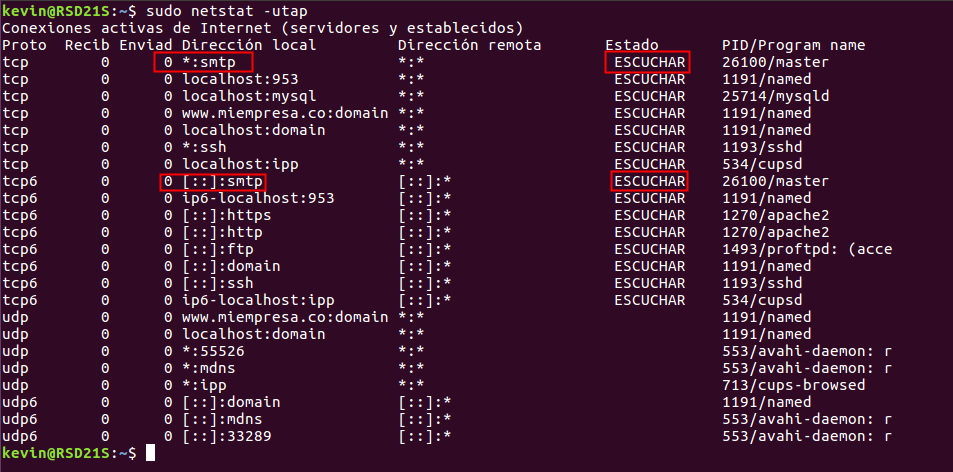 kevin@RSD21S:~$ sudo netstat -utap
Conexiones activas de Internet (servidores y establecidos)
Proto  Recib Enviad Dirección local         Dirección remota       Estado       PID/Program name
tcp        0      0 *:smtp                  *:*                     ESCUCHAR    26100/master
tcp        0      0 localhost:953           *:*                     ESCUCHAR    1191/named
tcp        0      0 localhost:mysql         *:*                     ESCUCHAR    25714/mysqld
tcp        0      0 www.miempresa.co:domain *:*                     ESCUCHAR    1191/named
tcp        0      0 localhost:domain        *:*                     ESCUCHAR    1191/named
tcp        0      0 *:ssh                   *:*                     ESCUCHAR    1193/sshd
tcp        0      0 localhost:ipp           *:*                     ESCUCHAR    534/cupsd
tcp6       0      0 [::]:smtp               [::]:*                  ESCUCHAR    26100/master
tcp6       0      0 ip6-localhost:953       [::]:*                  ESCUCHAR    1191/named
tcp6       0      0 [::]:https              [::]:*                  ESCUCHAR    1270/apache2
tcp6       0      0 [::]:http               [::]:*                  ESCUCHAR    1270/apache2
tcp6       0      0 [::]:ftp                [::]:*                  ESCUCHAR    1493/proftpd: (acce
tcp6       0      0 [::]:domain             [::]:*                  ESCUCHAR    1191/named
tcp6       0      0 [::]:ssh                [::]:*                  ESCUCHAR    1193/sshd
tcp6       0      0 ip6-localhost:ipp       [::]:*                  ESCUCHAR    534/cupsd
udp        0      0 www.miempresa.co:domain *:*                                 1191/named
udp        0      0 localhost:domain        *:*                                 1191/named
udp        0      0 *:55526                 *:*                                 553/avahi-daemon: r
udp        0      0 *:mdns                  *:*                                 553/avahi-daemon: r
udp        0      0 *:ipp                   *:*                                 713/cups-browsed
udp6       0      0 [::]:domain             [::]:*                              1191/named
udp6       0      0 [::]:mdns               [::]:*                              553/avahi-daemon: r
udp6       0      0 [::]:33289              [::]:*                              553/avahi-daemon: r
kevin@RSD21S:~$